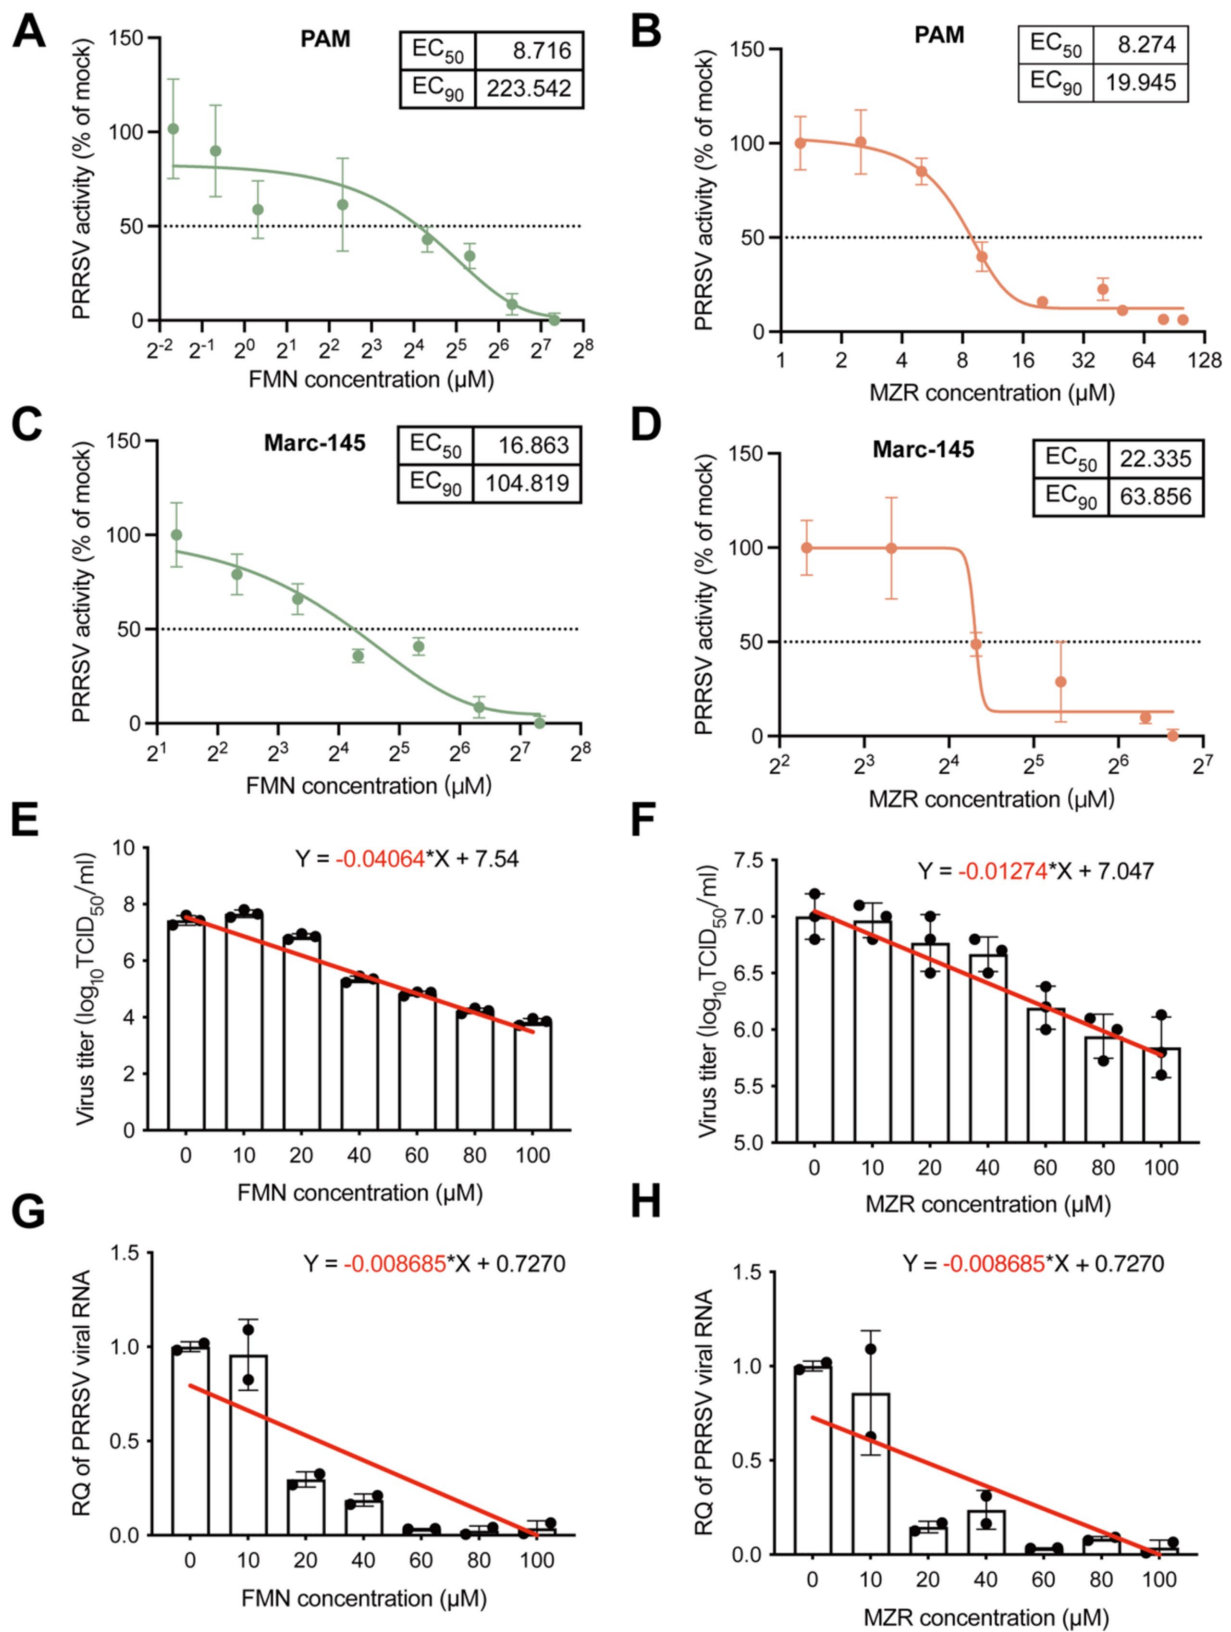 A
PAM
EC50 8.716
EC90 223.542
PRRSV activity (% of mock)
150
100
50
0
2-2 2-1 20 21 22 23 24 25 26 27 28
FMN concentration (µM)
B
PAM
EC50 8.274
EC90 19.945
PRRSV activity (% of mock)
150
100
50
0
1 2 4 8 16 32 64 128
MZR concentration (µM)
C
Marc-145
EC50 16.863
EC90 104.819
PRRSV activity (% of mock)
150
100
50
0
21 22 23 24 25 26 27 28
FMN concentration (µM)
D
Marc-145
EC50 22.335
EC90 63.856
PRRSV activity (% of mock)
150
100
50
0
22 23 24 25 26 27
MZR concentration (µM)
E
Y = -0.04064*X + 7.54
Virus titer (log10TCID50/ml)
10
8
6
4
2
0
0 10 20 40 60 80 100
FMN concentration (µM)
F
Y = -0.01274*X + 7.047
Virus titer (log10TCID50/ml)
7.5
7.0
6.5
6.0
5.5
5.0
0 10 20 40 60 80 100
MZR concentration (µM)
G
Y = -0.008685*X + 0.7270
RQ of PRRSV viral RNA
1.5
1.0
0.5
0.0
0 10 20 40 60 80 100
FMN concentration (µM)
H
Y = -0.008685*X + 0.7270
RQ of PRRSV viral RNA
1.5
1.0
0.5
0.0
0 10 20 40 60 80 100
MZR concentration (µM)